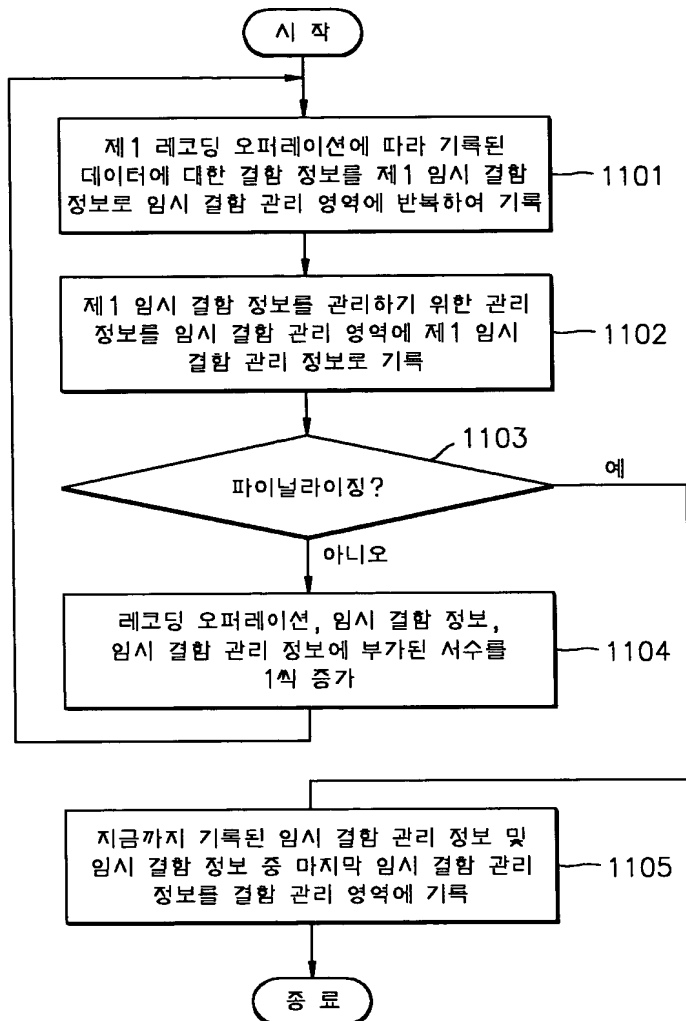 시 작
제1 레코딩 오퍼레이션에 따라 기록된
데이터에 대한 결함 정보를 제1 임시 결함
정보로 임시 결함 관리 영역에 반복하여 기록
1101
제1 임시 결함 정보를 관리하기 위한 관리
정보를 임시 결함 관리 영역에 제1 임시
결함 관리 정보로 기록
1102
1103
파이널라이징?
예
아니오
레코딩 오퍼레이션, 임시 결함 정보,
임시 결함 관리 정보에 부가된 서수를
1씩 증가
1104
지금까지 기록된 임시 결함 관리 정보 및
임시 결함 정보 중 마지막 임시 결함 관리
정보를 결함 관리 영역에 기록
1105
종 료